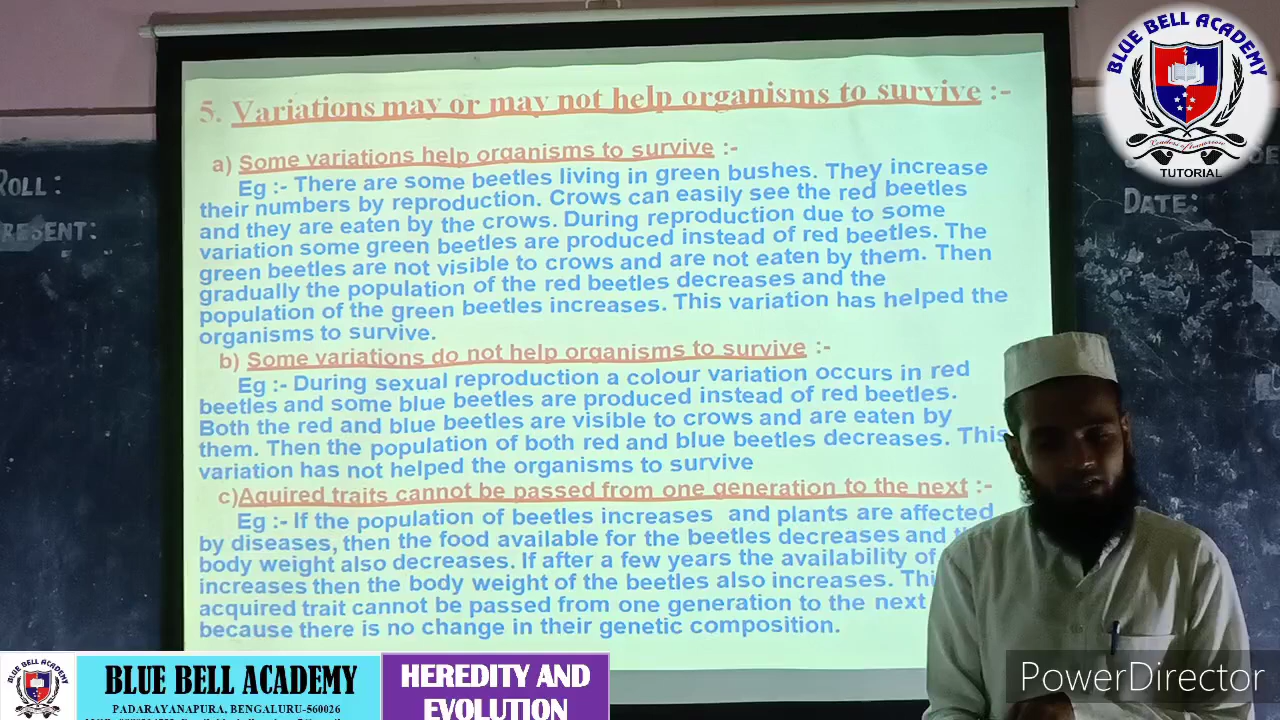 5. Variations may or may not help organisms to survive :-
a) Some variations help organisms to survive :-
Eg :- There are some beetles living in green bushes. They increase
their numbers by reproduction. Crows can easily see the red beetles
and they are eaten by the crows. During reproduction due to some
variation some green beetles are produced instead of red beetles. The
green beetles are not visible to crows and are not eaten by them. Then
gradually the population of the red beetles decreases and the
population of the green beetles increases. This variation has helped the
organisms to survive.
b) Some variations do not help organisms to survive :-
Eg :- During sexual reproduction a colour variation occurs in red
beetles and some blue beetles are produced instead of red beetles.
Both the red and blue beetles are visible to crows and are eaten by
them. Then the population of both red and blue beetles decreases. This
variation has not helped the organisms to survive
c)Aquired traits cannot be passed from one generation to the next :-
Eg :- If the population of beetles increases and plants are affected
by diseases, then the food available for the beetles decreases and
body weight also decreases. If after a few years the availability of
increases then the body weight of the beetles also increases.
acquired trait cannot be passed from one generation to the next
because there is no change in their genetic composition.
ROLL:
PRESENT:
DATE:
BLUE BELL ACADEMY
Leaders of tomorrow
TUTORIAL
BLUE BELL ACADEMY
TUTORIAL
BLUE BELL ACADEMY
PADARAYANAPURA, BENGALURU-560026
HEREDITY AND
EVOLUTION
PowerDirector